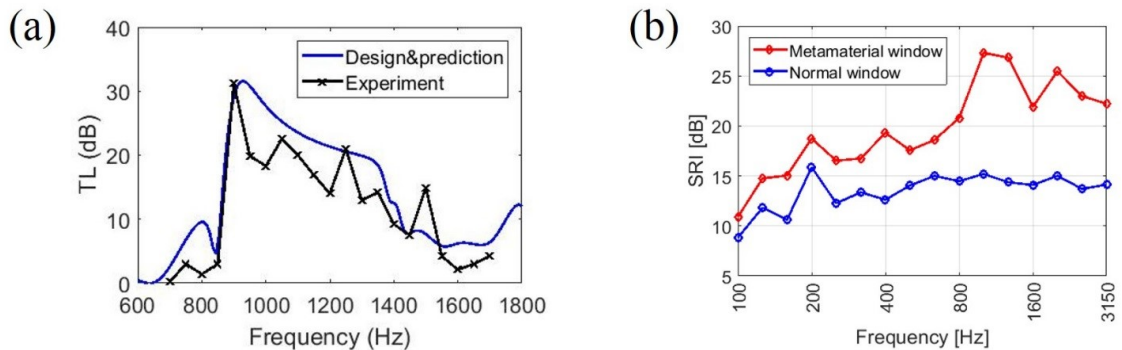 (a)
40
30
20
10
0
TL (dB)
Design&prediction
Experiment
600 800 1000 1200 1400 1600 1800
Frequency (Hz)
(b)
30
25
20
15
10
5
SRI [dB]
Metamaterial window
Normal window
100 200 400 800 1600 3150
Frequency [Hz]